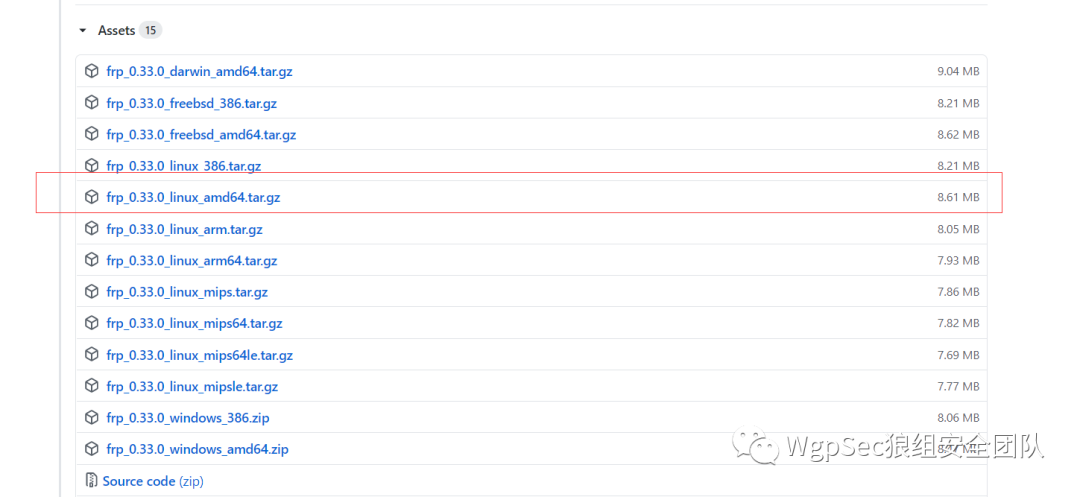 Assets 15
frp_0.33.0_darwin_amd64.tar.gz 9.04 MB
frp_0.33.0_freebsd_386.tar.gz 8.21 MB
frp_0.33.0_freebsd_amd64.tar.gz 8.62 MB
frp_0.33.0_linux_386.tar.gz 8.21 MB
frp_0.33.0_linux_amd64.tar.gz 8.61 MB
frp_0.33.0_linux_arm.tar.gz 8.05 MB
frp_0.33.0_linux_arm64.tar.gz 7.93 MB
frp_0.33.0_linux_mips.tar.gz 7.86 MB
frp_0.33.0_linux_mips64.tar.gz 7.82 MB
frp_0.33.0_linux_mips64le.tar.gz 7.69 MB
frp_0.33.0_linux_mipsle.tar.gz 7.77 MB
frp_0.33.0_windows_386.zip 8.06 MB
frp_0.33.0_windows_amd64.zip MB
WgpSec狼组安全团队
Source code (zip)